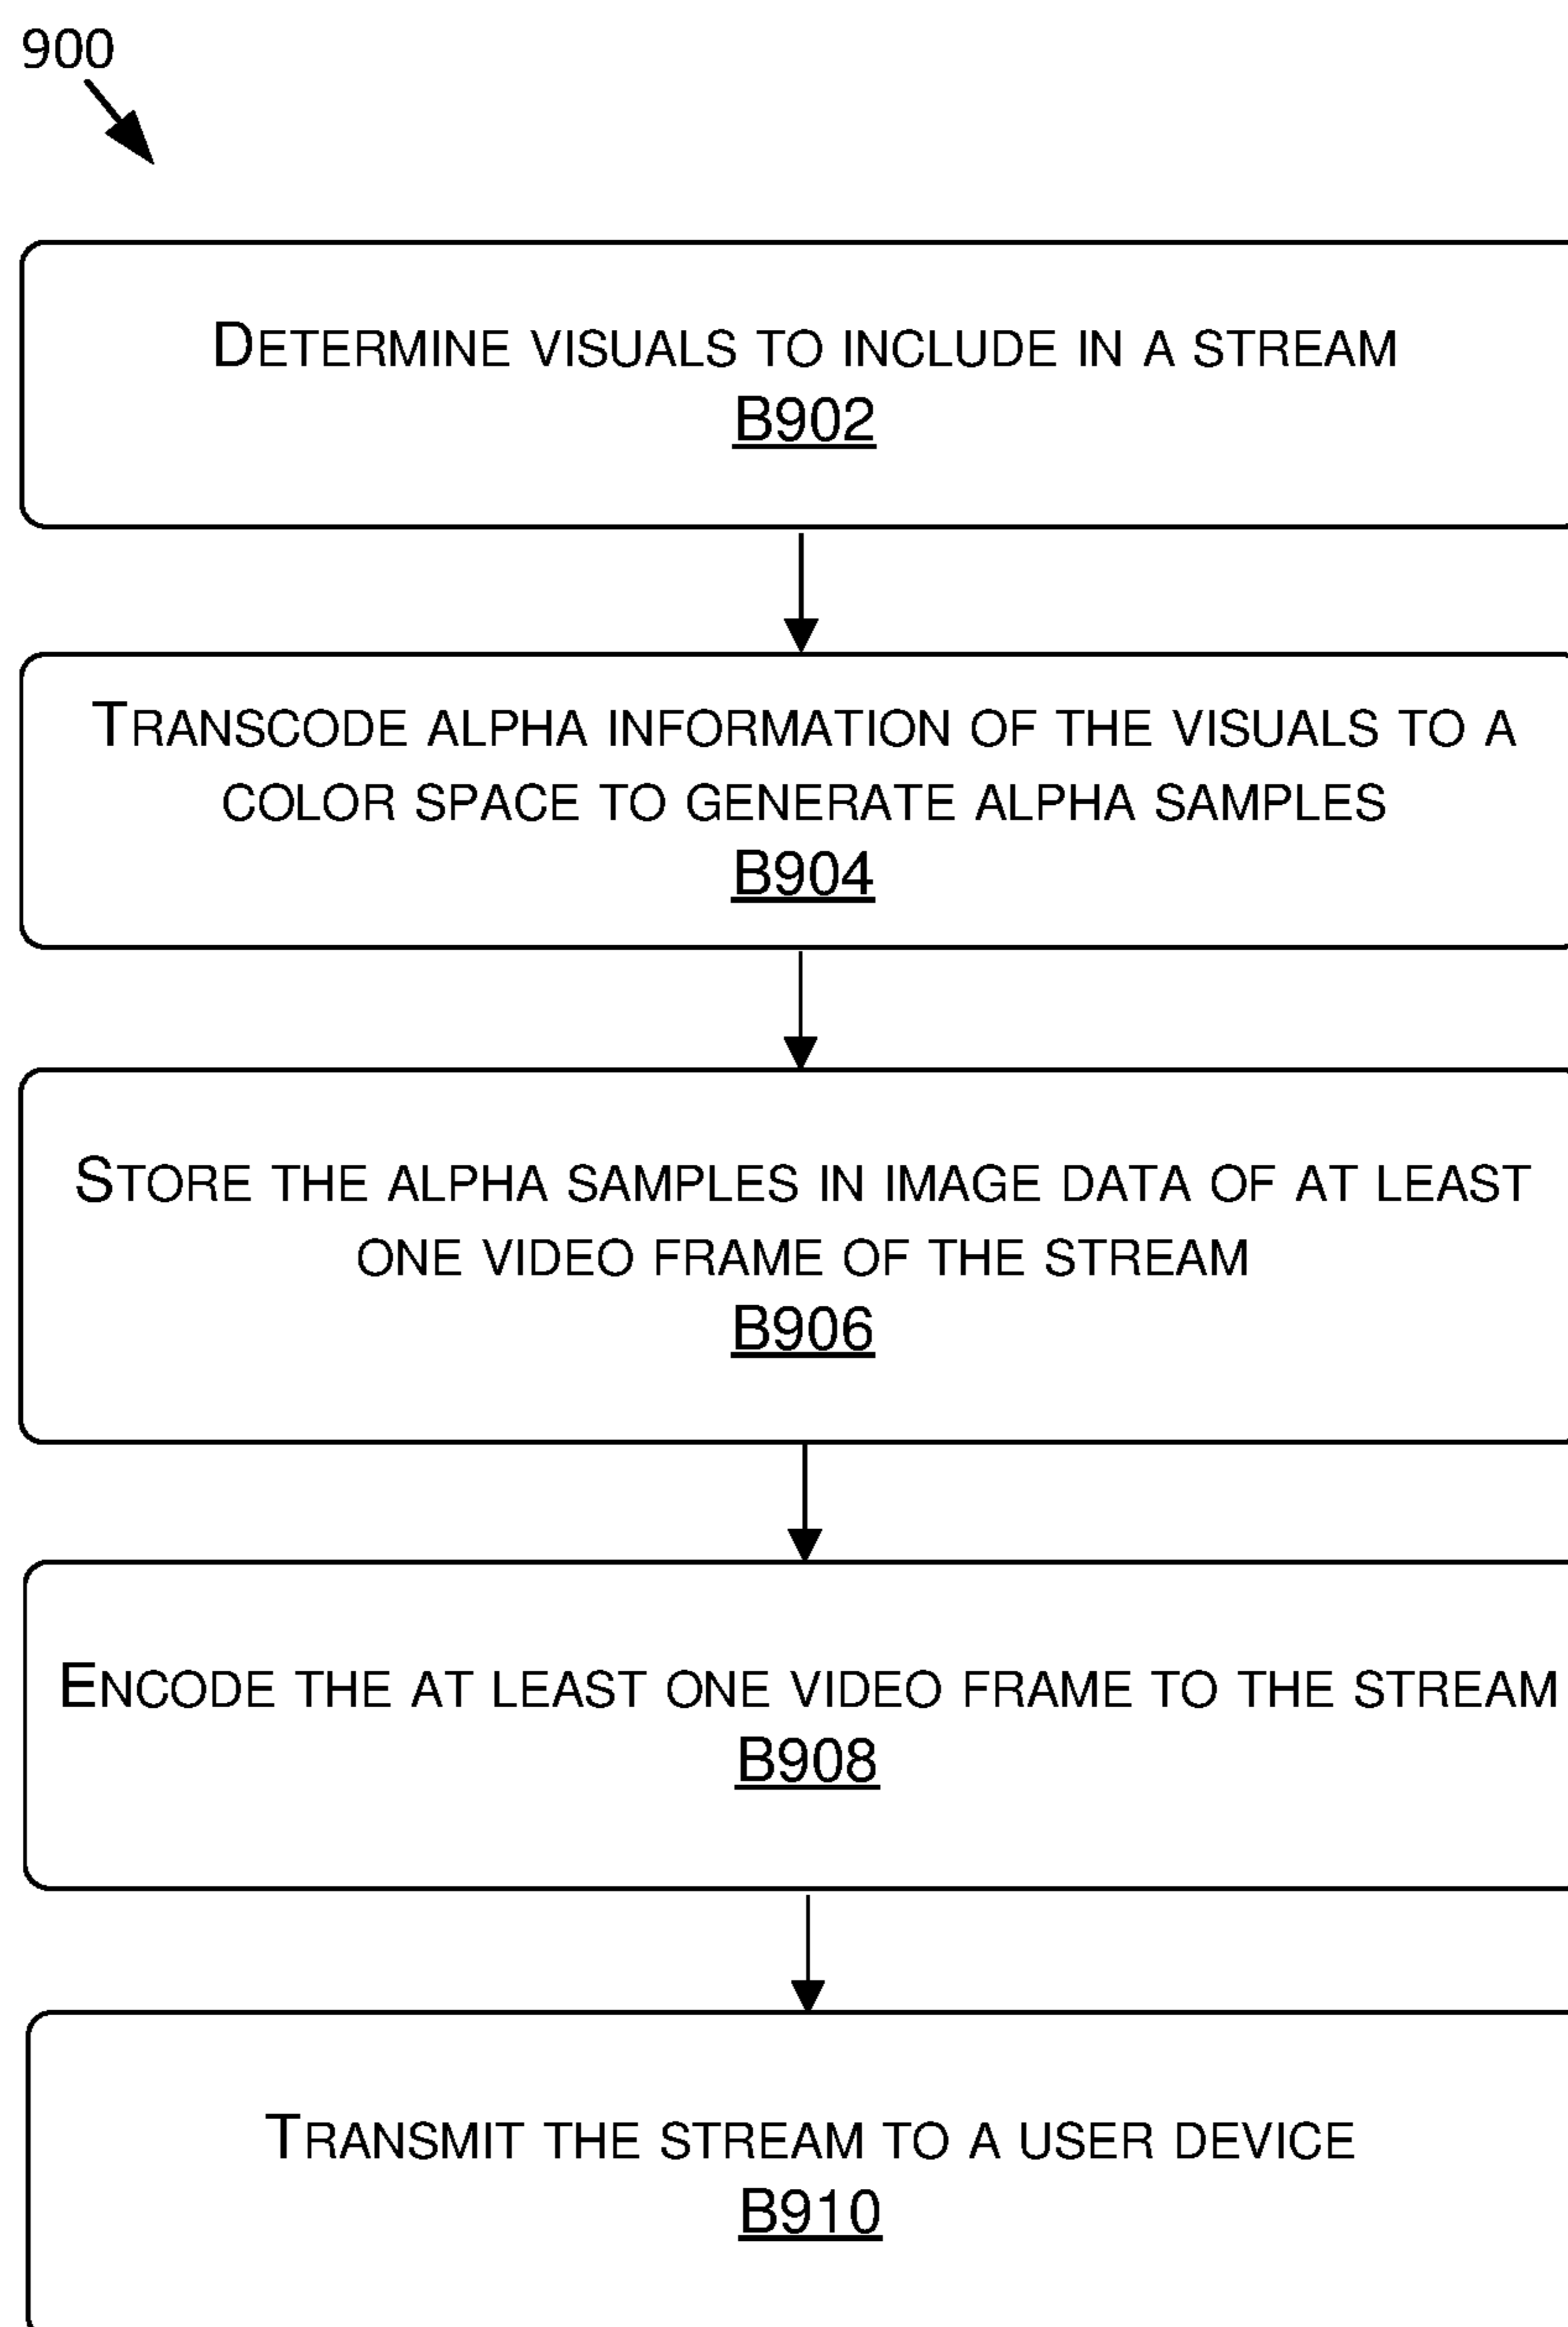 900
DETERMINE VISUALS TO INCLUDE IN A STREAM
B902
TRANSCODE ALPHA INFORMATION OF THE VISUALS TO A
COLOR SPACE TO GENERATE ALPHA SAMPLES
B904
STORE THE ALPHA SAMPLES IN IMAGE DATA OF AT LEAST
ONE VIDEO FRAME OF THE STREAM
B906
ENCODE THE AT LEAST ONE VIDEO FRAME TO THE STREAM
B908
TRANSMIT THE STREAM TO A USER DEVICE
B910